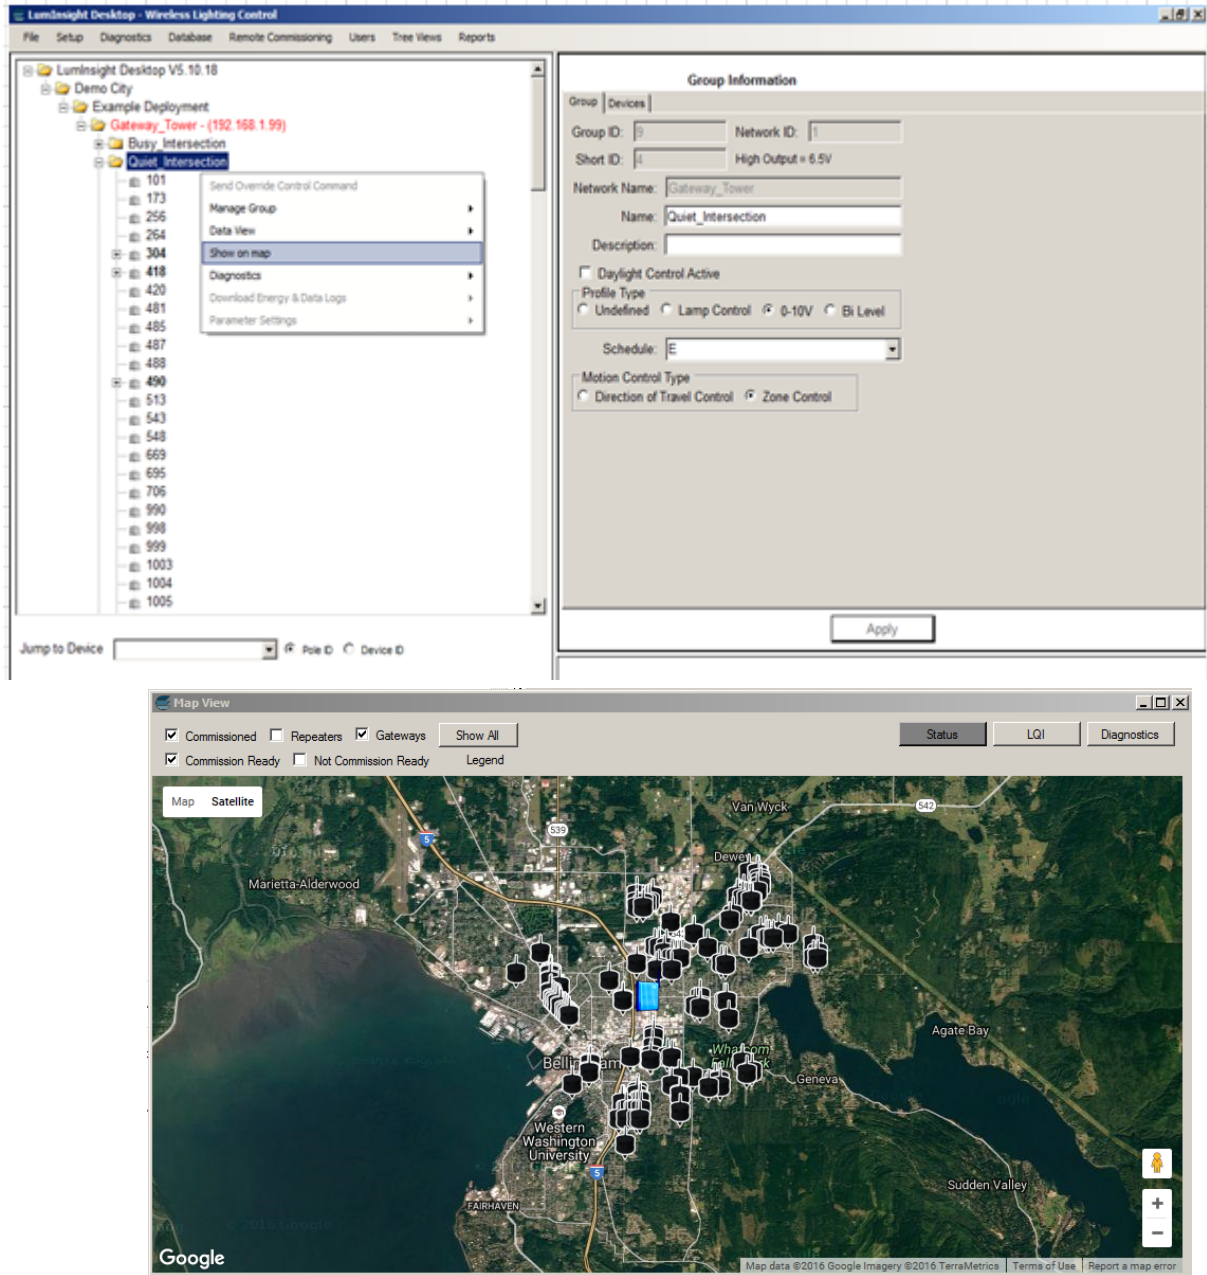 LumInsight Desktop - Wireless Lighting Control
File Setup Diagnostics Database Remote Commissioning Users Tree Views Reports
LumInsight Desktop V5.10.18
Demo City
Example Deployment
Gateway_Tower - (192.168.1.99)
Busy_Intersection
Quiet_Intersection
101
173
256
264
304
418
420
481
485
487
488
490
513
543
548
669
695
706
990
998
999
1003
1004
1005
Send Override Control Command
Manage Group
Data View
Show on map
Diagnostics
Download Energy & Data Logs
Parameter Settings
Jump to Device Pole ID Device ID
Group Information
Group Devices
Group ID: 9 Network ID: 1
Short ID: 4 High Output = 6.5V
Network Name: Gateway_Tower
Name: Quiet_Intersection
Description:
Daylight Control Active
Profile Type
Undefined Lamp Control 0-10V Bi Level
Schedule: E
Motion Control Type
Direction of Travel Control Zone Control
Apply
Map View
Commissioned Repeaters Gateways Show All Status LQI Diagnostics
Commission Ready Not Commission Ready Legend
Map Satellite
Van Wyck
542
539
5
Dewey
Marietta-Alderwood
Agate Bay
Geneva
Western
Washington
University
5
Sudden Valley
FAIRHAVEN
Google
Map data ©2016 Google Imagery ©2016 TerraMetrics Terms of Use Report a map error